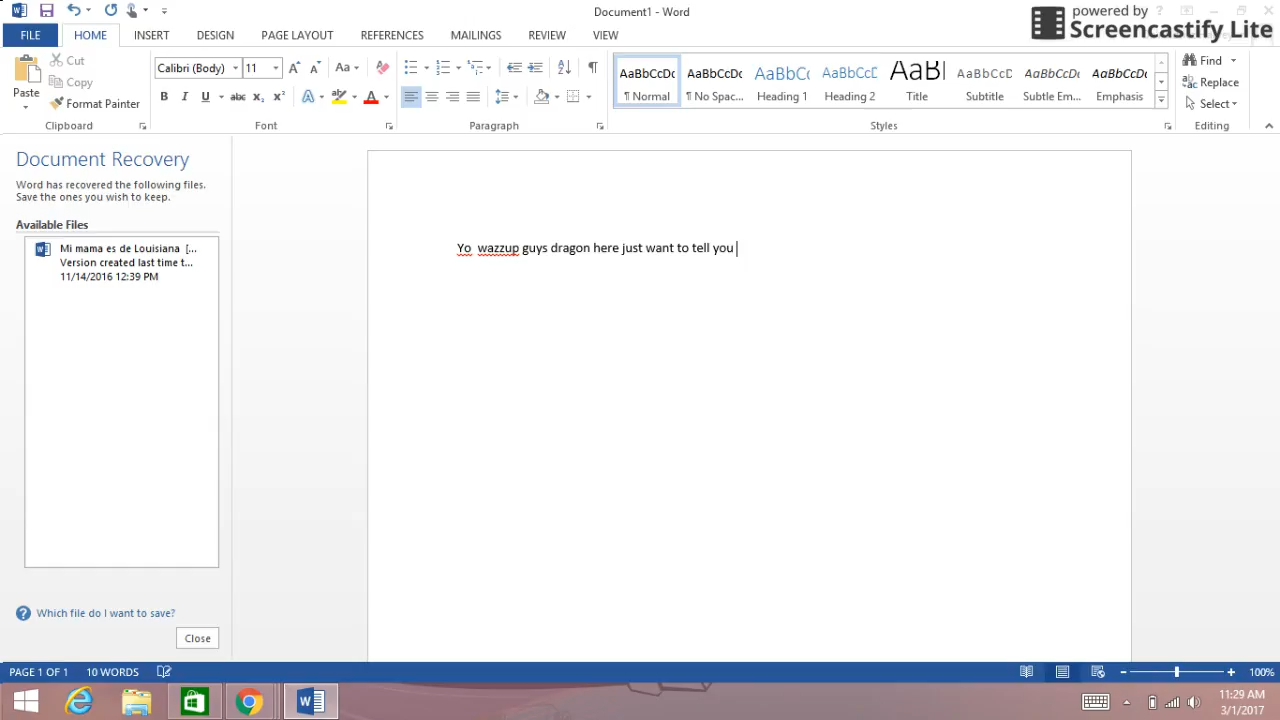 Document1 - Word
powered by
Screencastify Lite
FILE HOME INSERT DESIGN PAGE LAYOUT REFERENCES MAILINGS REVIEW VIEW
Paste
Cut
Copy
Format Painter
Clipboard
Calibri (Body) 11
Font
Paragraph
AaBbCcDc AaBbCcDc AaBbC AaBbCcC AaBl AaBbCcD AaBbCcDc AaBbCcDc
¶ Normal ¶ No Spac... Heading 1 Heading 2 Title Subtitle Subtle Em... Emphasis
Styles
Find
Replace
Select
Editing
Document Recovery
Word has recovered the following files.
Save the ones you wish to keep.
Available Files
Mi mama es de Louisiana [...
Version created last time t...
11/14/2016 12:39 PM
Which file do I want to save?
Close
Yo  wazzup guys dragon here just want to tell you
PAGE 1 OF 1 10 WORDS 100%
11:29 AM
3/1/2017